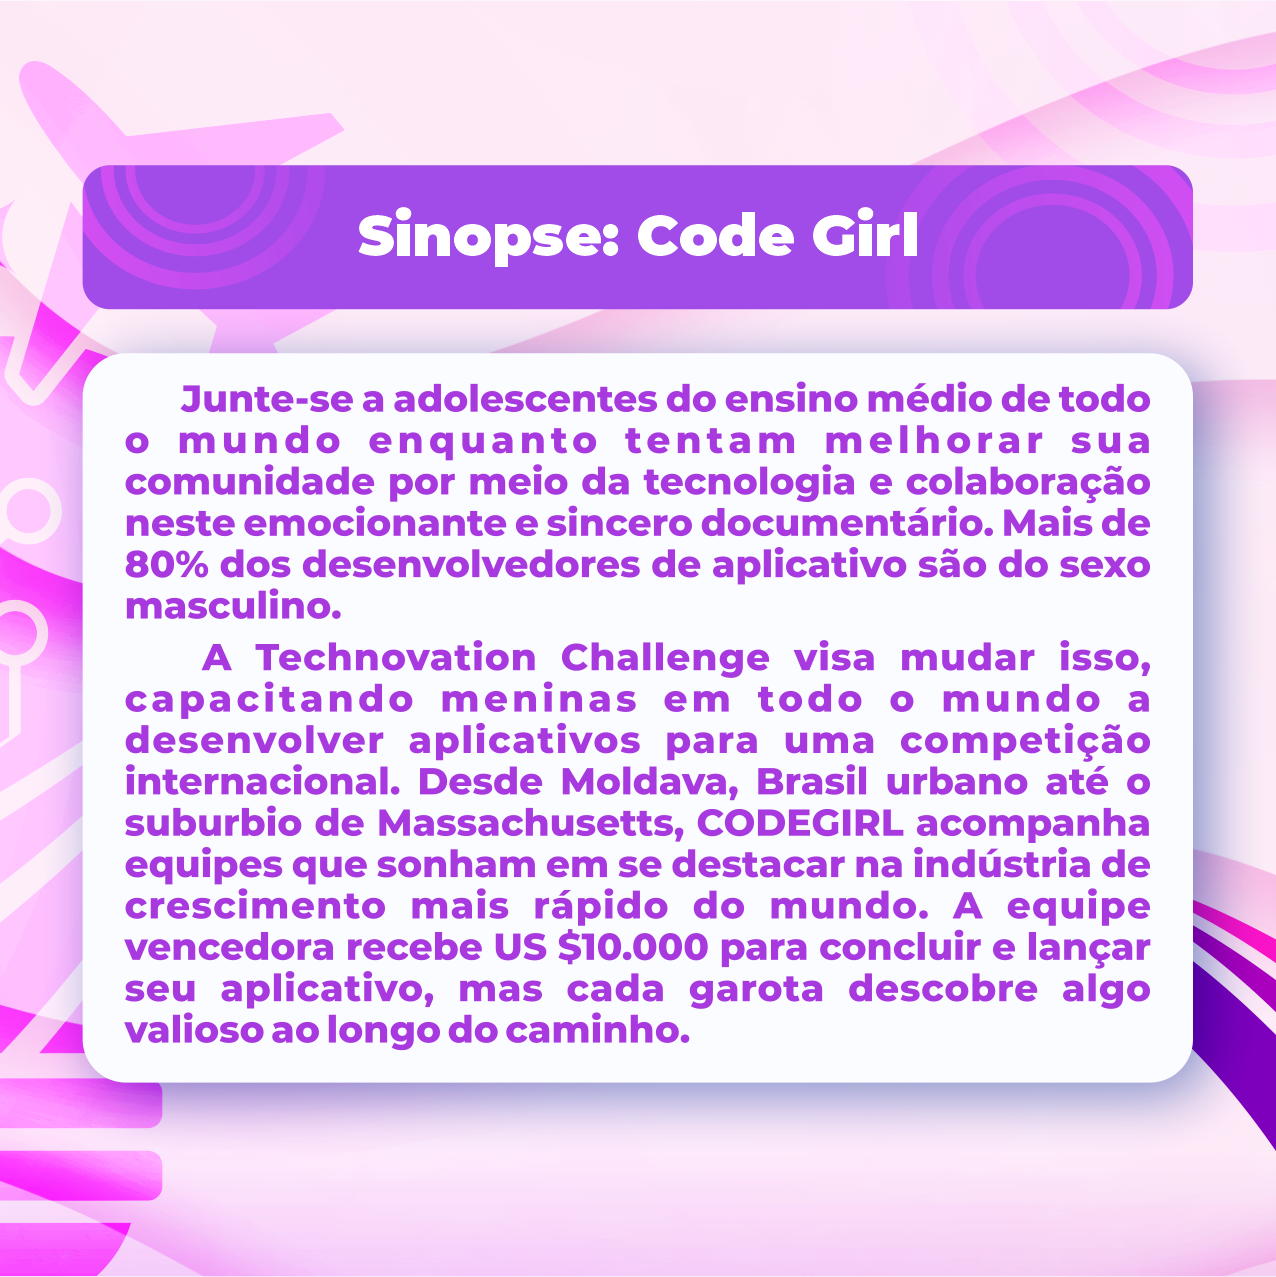 Sinopse: Code Girl
Junte-se a adolescentes do ensino médio de todo
o mundo enquanto tentam melhorar sua
comunidade por meio da tecnologia e colaboração
neste emocionante e sincero documentário. Mais de
80% dos desenvolvedores de aplicativo são do sexo
masculino.
A Technovation Challenge visa mudar isso,
capacitando meninas em todo o mundo a
desenvolver aplicativos para uma competição
internacional. Desde Moldava, Brasil urbano até o
suburbio de Massachusetts, CODEGIRL acompanha
equipes que sonham em se destacar na indústria de
crescimento mais rápido do mundo. A equipe
vencedora recebe US $10.000 para concluir e lançar
seu aplicativo, mas cada garota descobre algo
valioso ao longo do caminho.